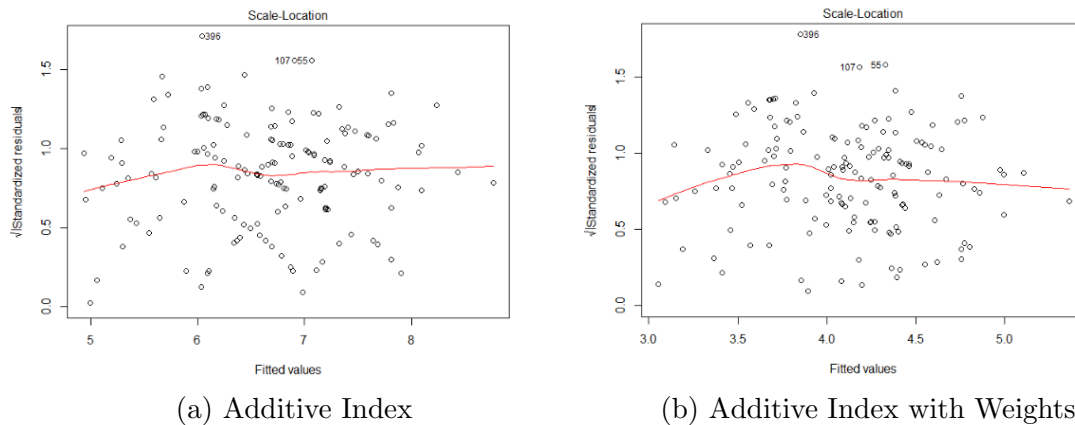 Scale-Location
396
107 55
√|Standardized residuals|
0.0 0.5 1.0 1.5
5 6 7 8
Fitted values
(a) Additive Index
Scale-Location
396
107 55
√|Standardized residuals|
0.0 0.5 1.0 1.5
3.0 3.5 4.0 4.5 5.0
Fitted values
(b) Additive Index with Weights